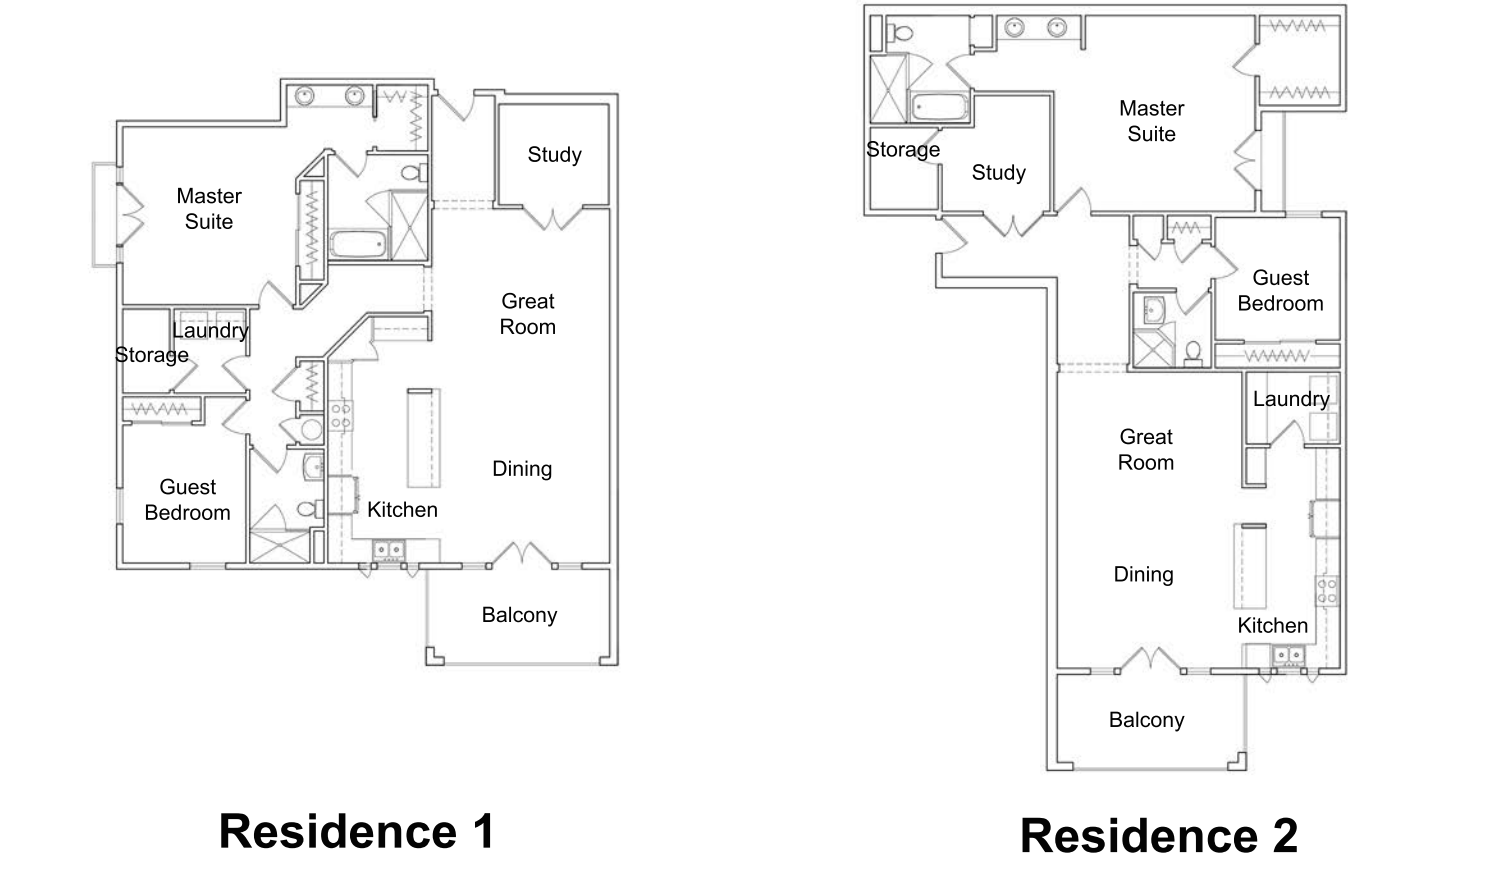 Study
Master
Suite
Great
Room
Laundry
Storage
Dining
Guest
Bedroom
Kitchen
Balcony
Residence 1
Master
Suite
Storage
Study
Guest
Bedroom
Laundry
Great
Room
Dining
Kitchen
Balcony
Residence 2